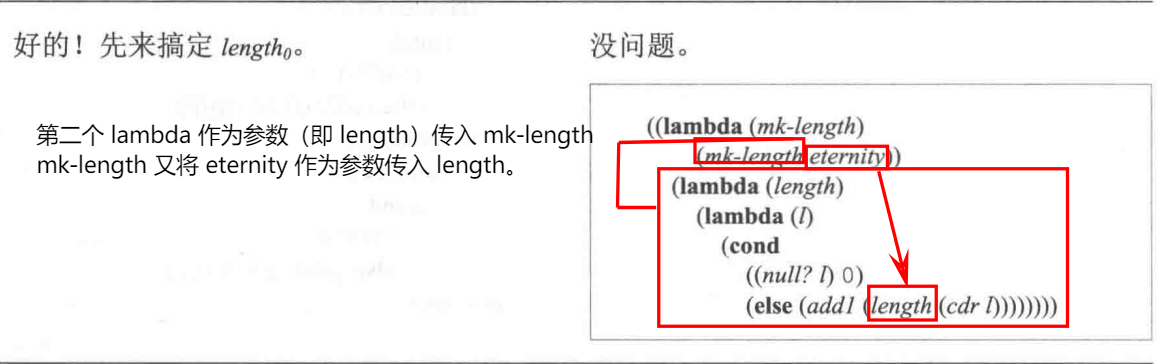 好的！先来搞定 length₀。
没问题。
第二个 lambda 作为参数（即 length）传入 mk-length
mk-length 又将 eternity 作为参数传入 length。
((lambda (mk-length)
(mk-length eternity))
(lambda (length)
(lambda (l)
(cond
((null? l) 0)
(else (add1 (length (cdr l))))))))